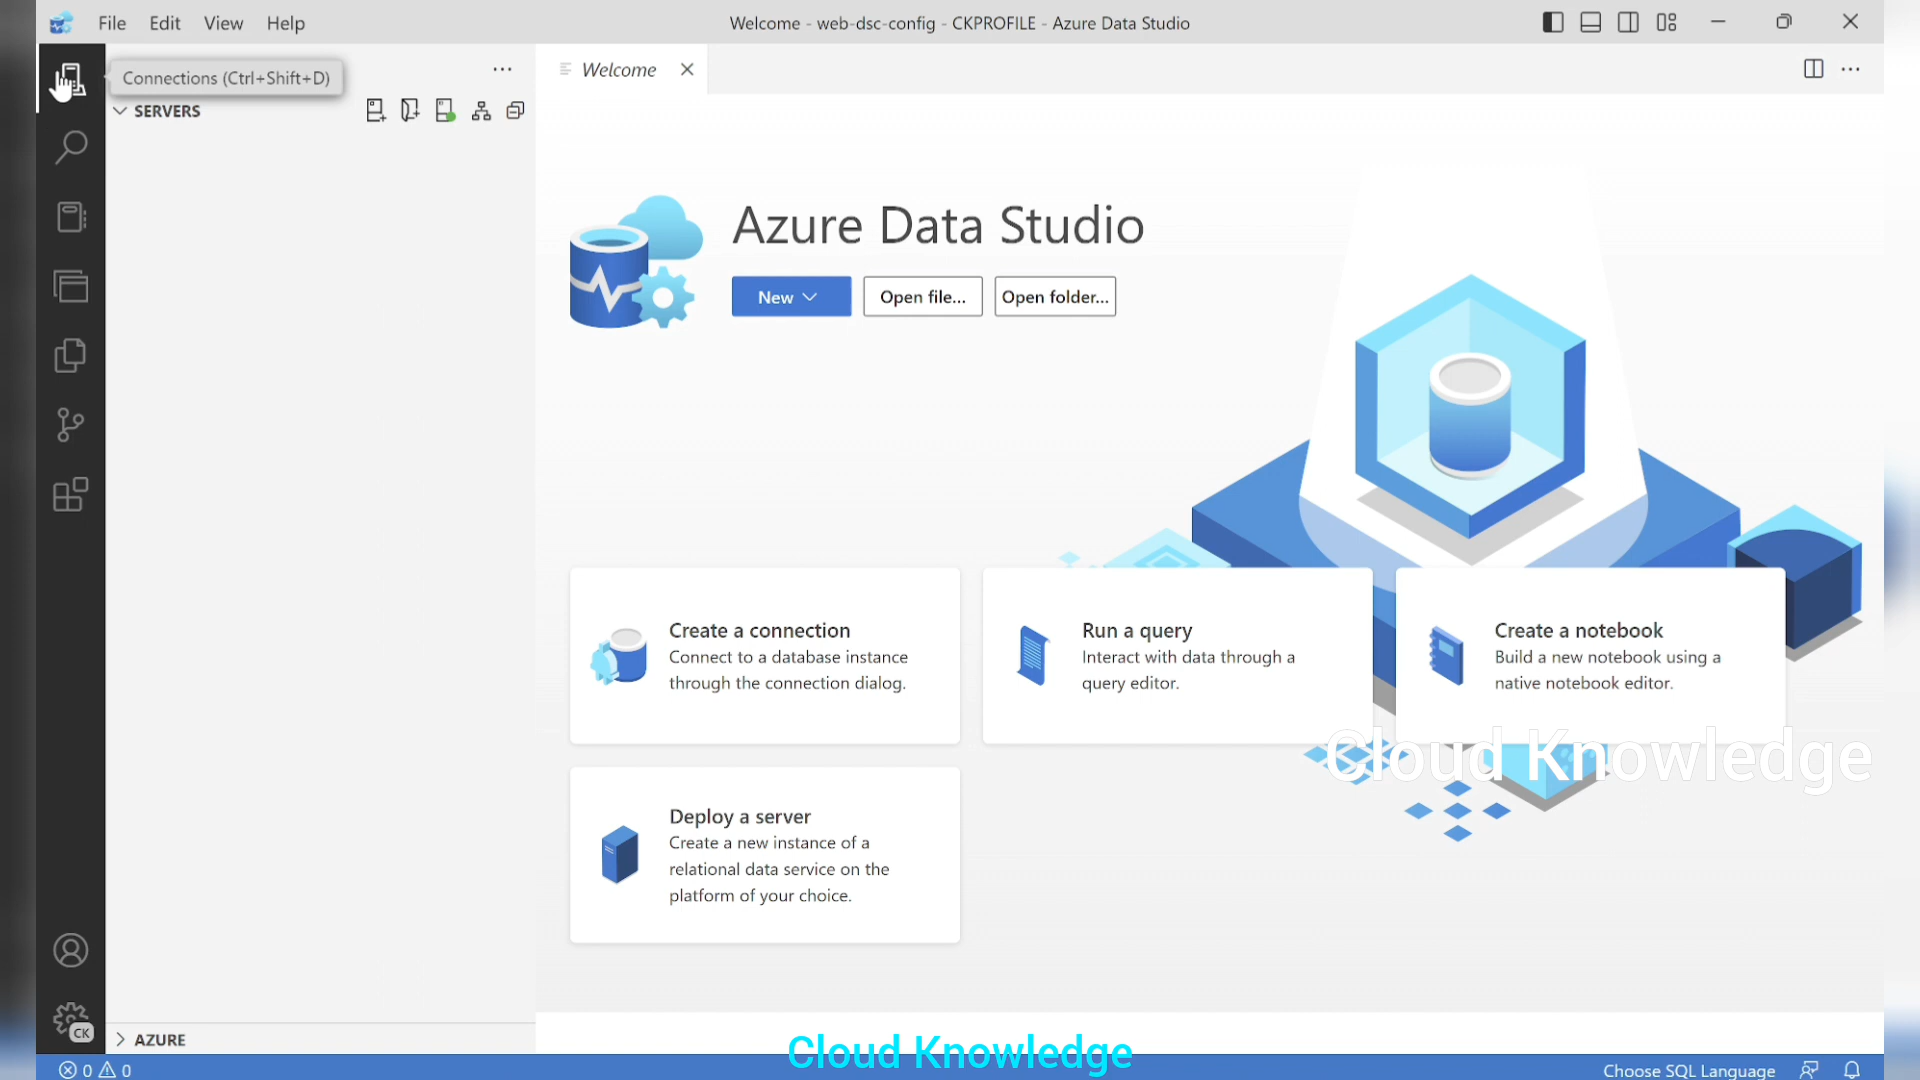 File Edit View Help
Welcome - web-dsc-config - CKPROFILE - Azure Data Studio
Connections (Ctrl+Shift+D)
Welcome
SERVERS
Azure Data Studio
New
Open file...
Open folder...
Create a connection
Connect to a database instance
through the connection dialog.
Run a query
Interact with data through a
query editor.
Create a notebook
Build a new notebook using a
native notebook editor.
Cloud Knowledge
Deploy a server
Create a new instance of a
relational data service on the
platform of your choice.
CK
AZURE
Cloud Knowledge
0 0
Choose SQL Language